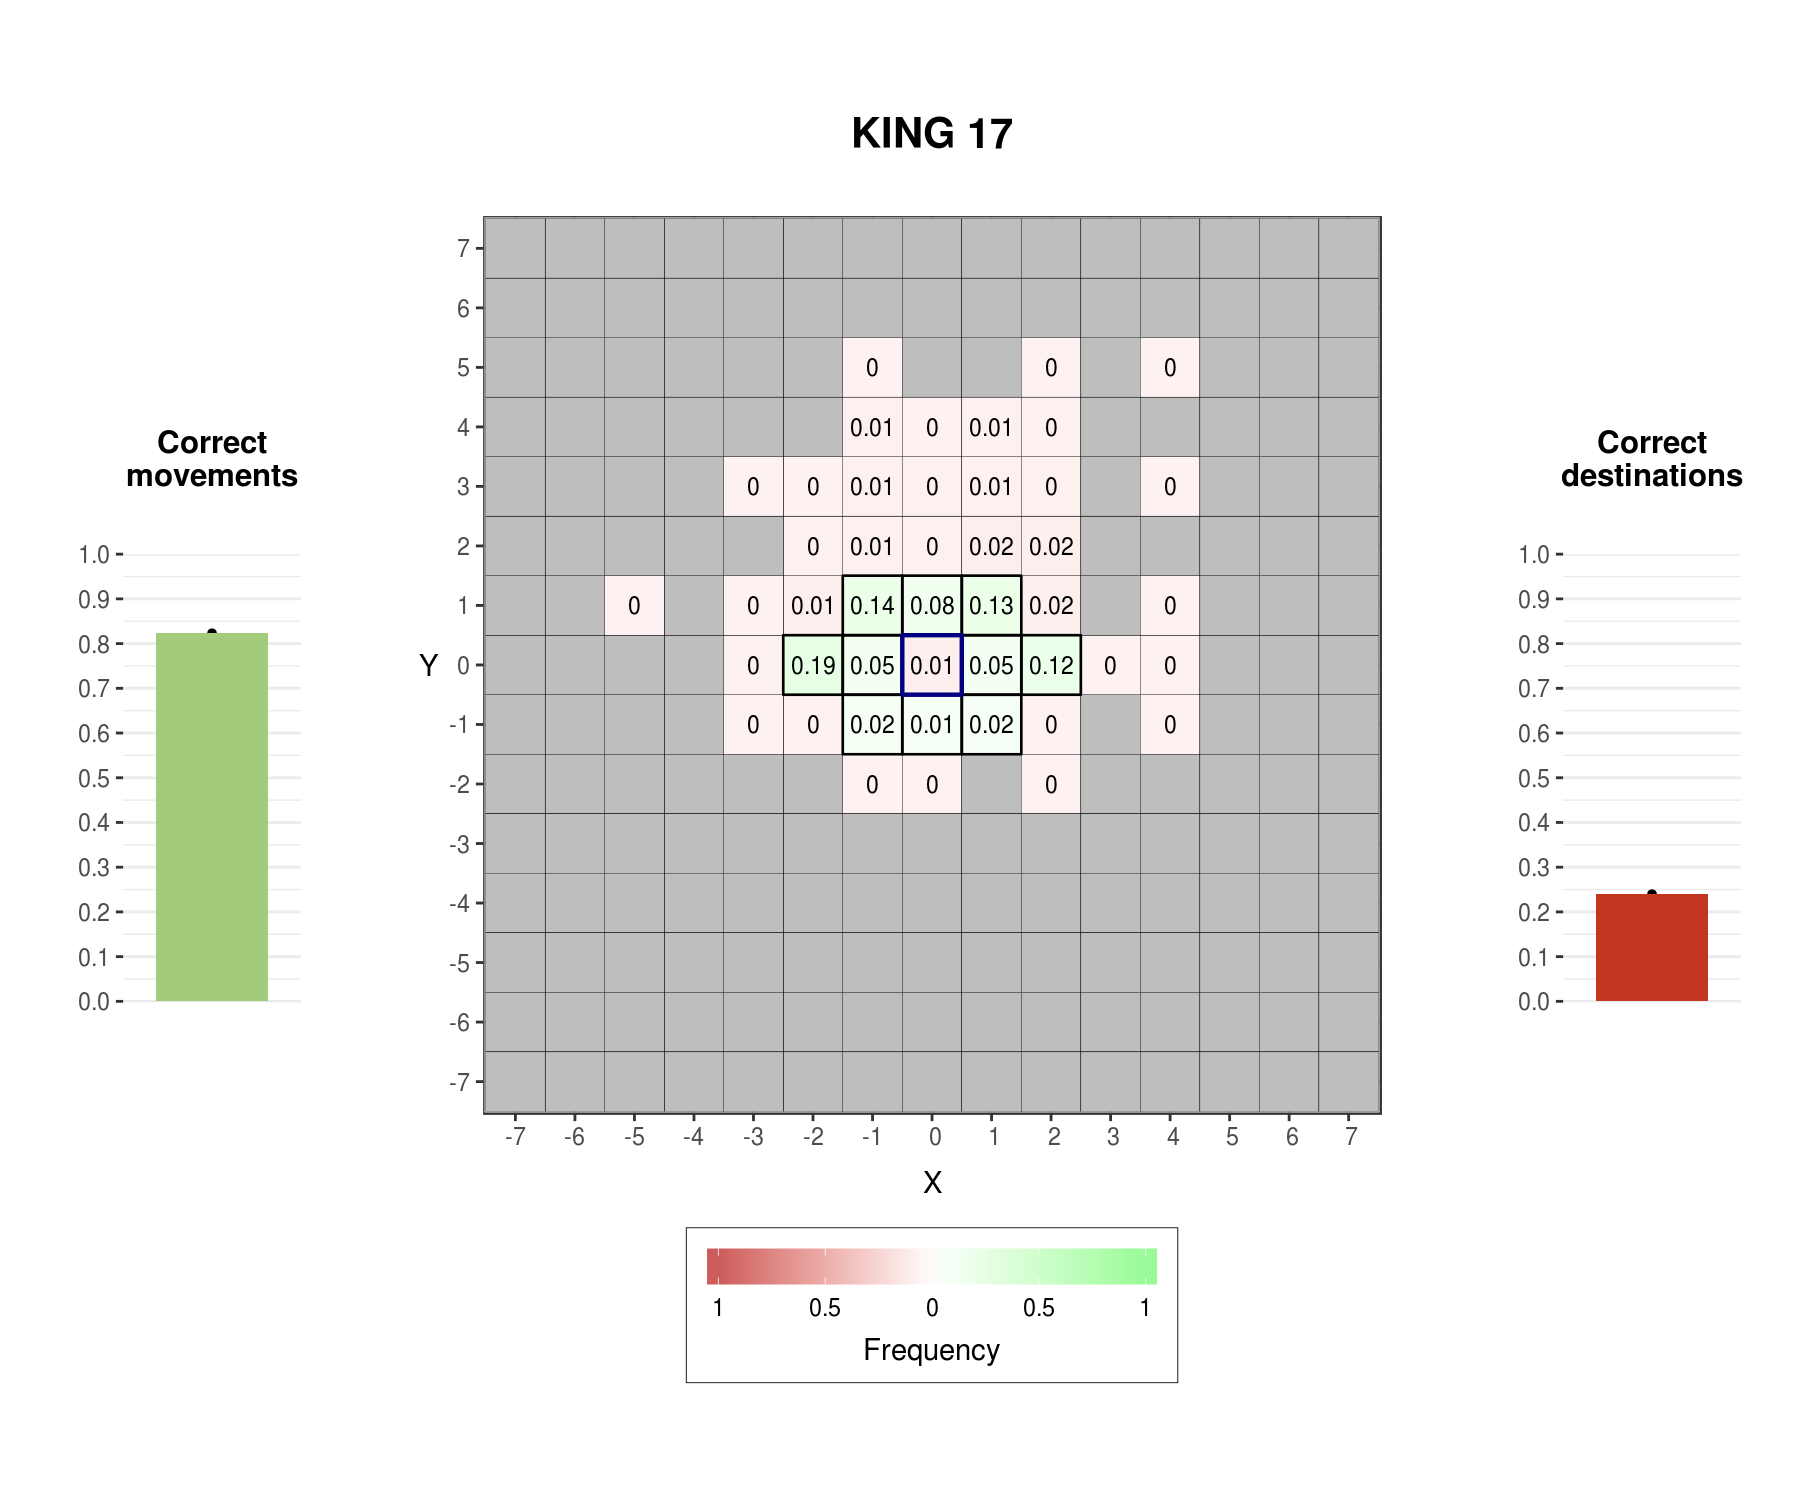 KING 17
Correct
movements
1.0
0.9
0.8
0.7
0.6
0.5
0.4
0.3
0.2
0.1
0.0
Y
7
6
5 0 0 0
4 0.01 0 0.01 0
3 0 0 0.01 0 0.01 0 0
2 0 0.01 0 0.02 0.02
1 0 0 0.01 0.14 0.08 0.13 0.02 0
0 0 0.19 0.05 0.01 0.05 0.12 0 0
-1 0 0 0.02 0.01 0.02 0 0
-2 0 0 0
-3
-4
-5
-6
-7
-7 -6 -5 -4 -3 -2 -1 0 1 2 3 4 5 6 7
X
1 0.5 0 0.5 1
Frequency
Correct
destinations
1.0
0.9
0.8
0.7
0.6
0.5
0.4
0.3
0.2
0.1
0.0